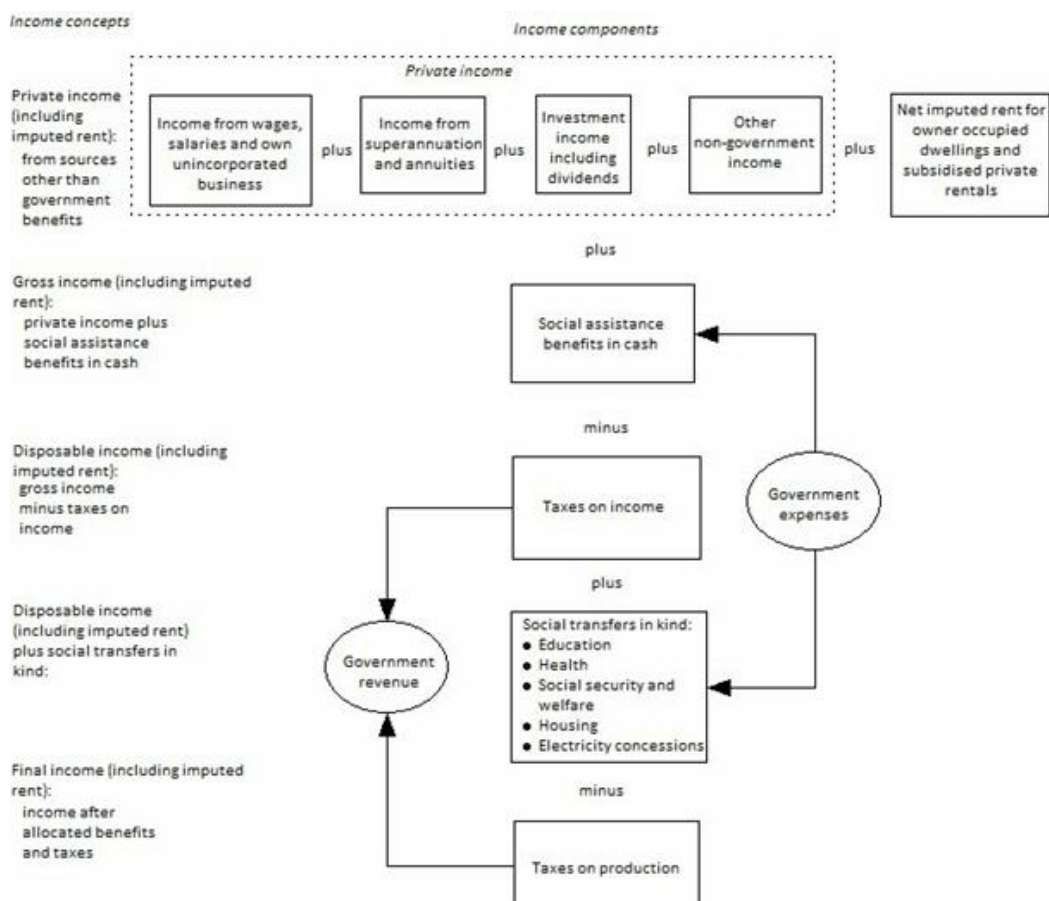 Income concepts
Income components
Private income
Private income
(including
imputed rent):
from sources
other than
government
benefits
Income from wages,
salaries and own
unincorporated
business
plus
Income from
superannuation
and annuities
plus
Investment
income
including
dividends
plus
Other
non-government
income
plus
Net imputed rent for
owner occupied
dwellings and
subsidised private
rentals
plus
Gross income (including imputed
rent):
private income plus
social assistance
benefits in cash
Social assistance
benefits in cash
minus
Disposable income (including
imputed rent):
gross income
minus taxes on
income
Taxes on income
Government
expenses
plus
Disposable income
(including imputed rent)
plus social transfers in
kind:
Government
revenue
Social transfers in kind:
● Education
● Health
● Social security and
welfare
● Housing
● Electricity concessions
minus
Final income (including imputed
rent):
income after
allocated benefits
and taxes
Taxes on production